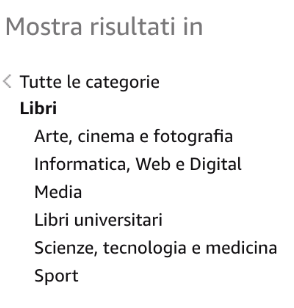 Mostra risultati in
Tutte le categorie
Libri
Arte, cinema e fotografia
Informatica, Web e Digital
Media
Libri universitari
Scienze, tecnologia e medicina
Sport